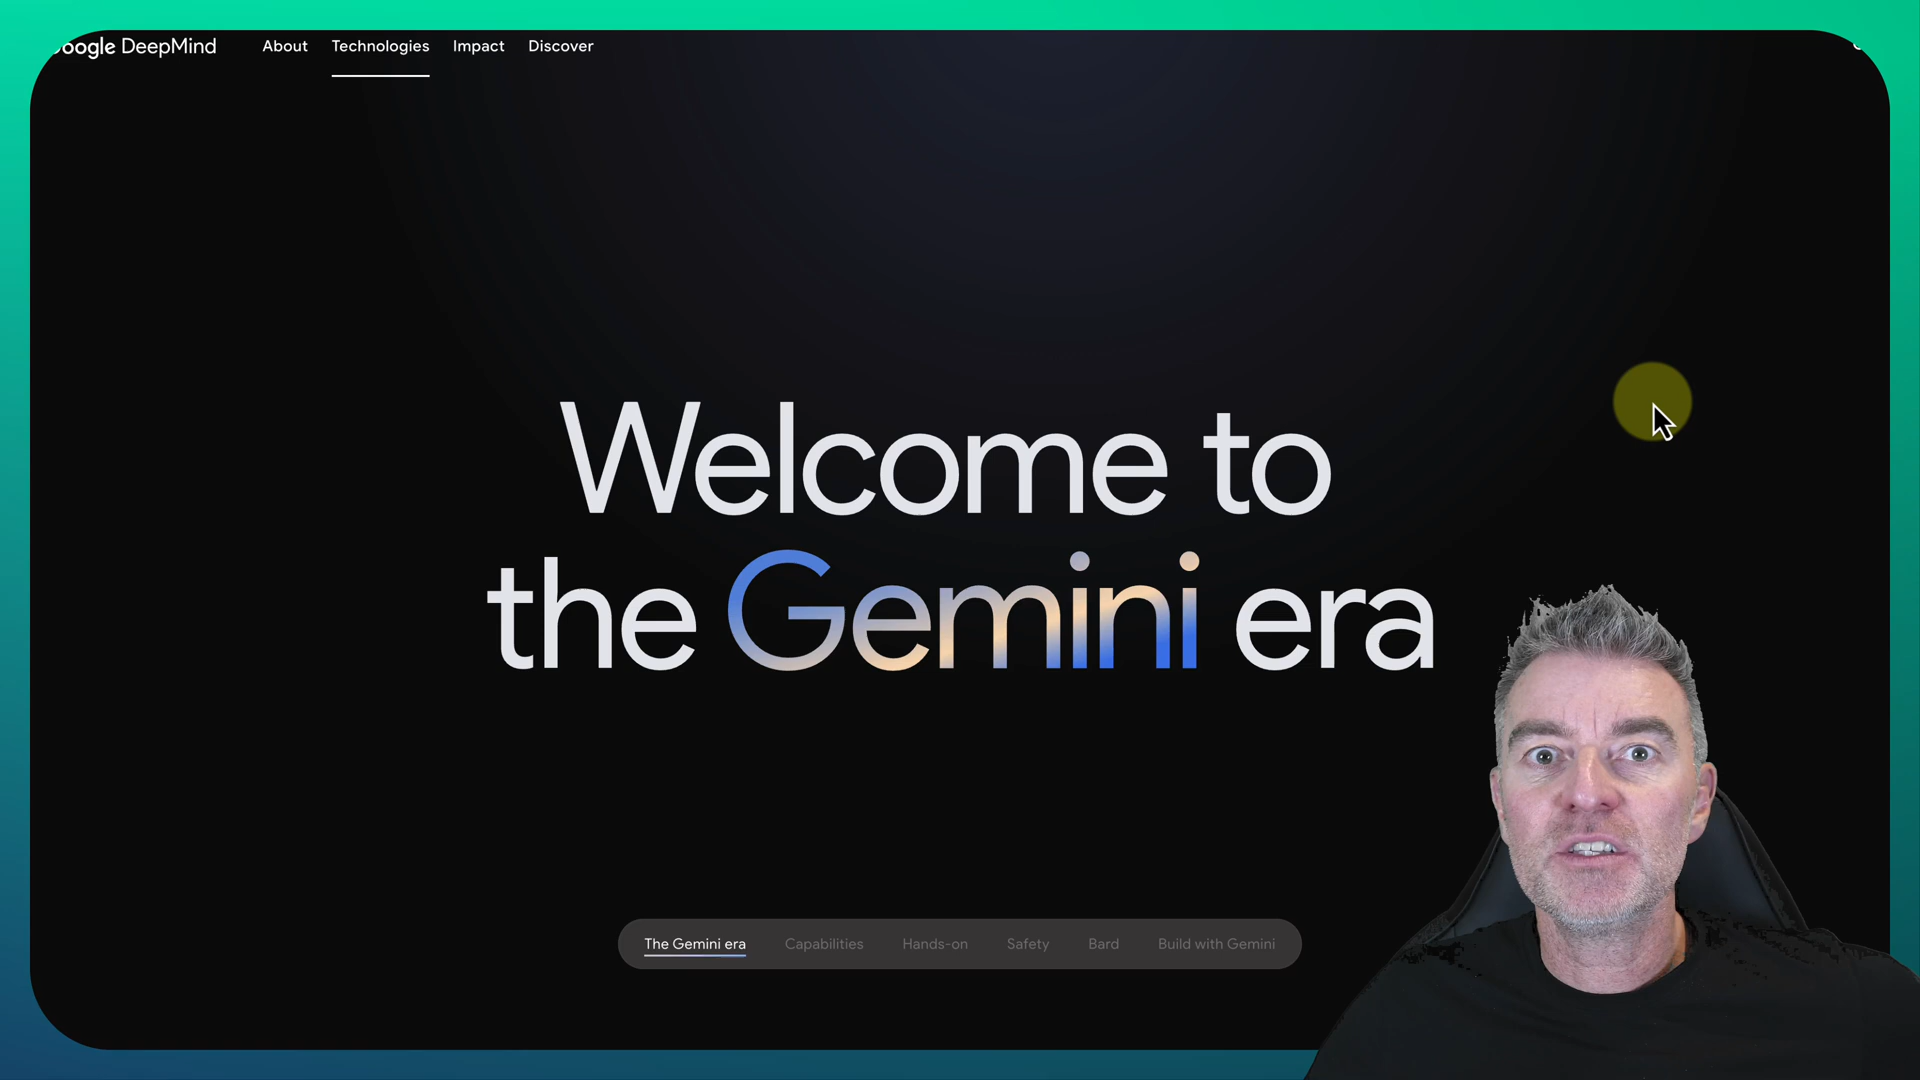 Google DeepMind About Technologies Impact Discover
Welcome to
the Gemini era
The Gemini era Capabilities Hands-on Safety Bard Build with Gemini